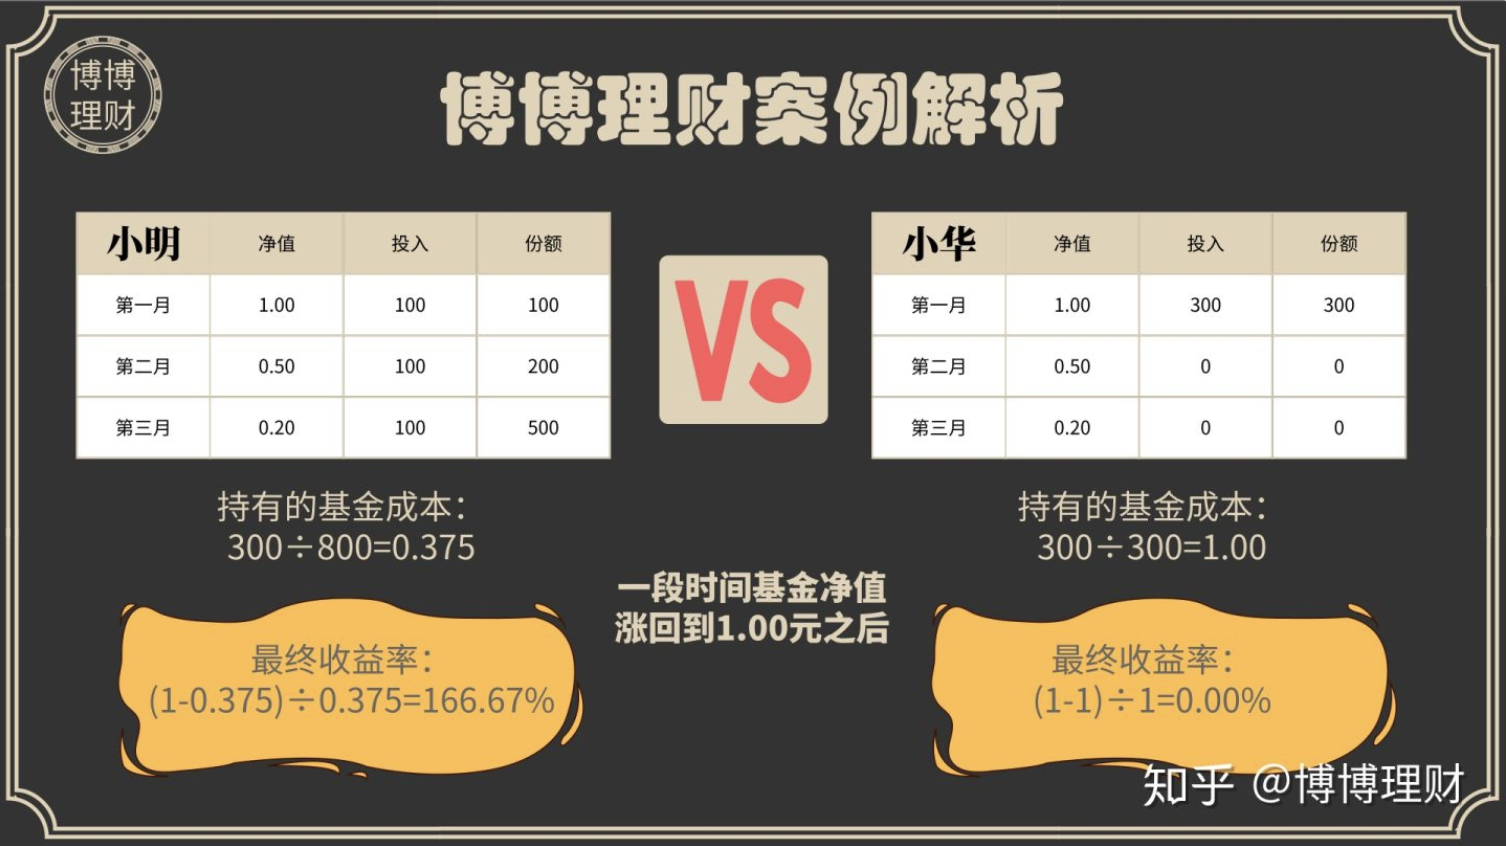 博博
理财
博博理财案例解析
小明 净值 投入 份额
第一月 1.00 100 100
第二月 0.50 100 200
第三月 0.20 100 500
VS
小华 净值 投入 份额
第一月 1.00 300 300
第二月 0.50 0 0
第三月 0.20 0 0
持有的基金成本：
300÷800=0.375
持有的基金成本：
300÷300=1.00
一段时间基金净值
涨回到1.00元之后
最终收益率：
(1-0.375)÷0.375=166.67%
最终收益率：
(1-1)÷1=0.00%
知乎 @博博理财